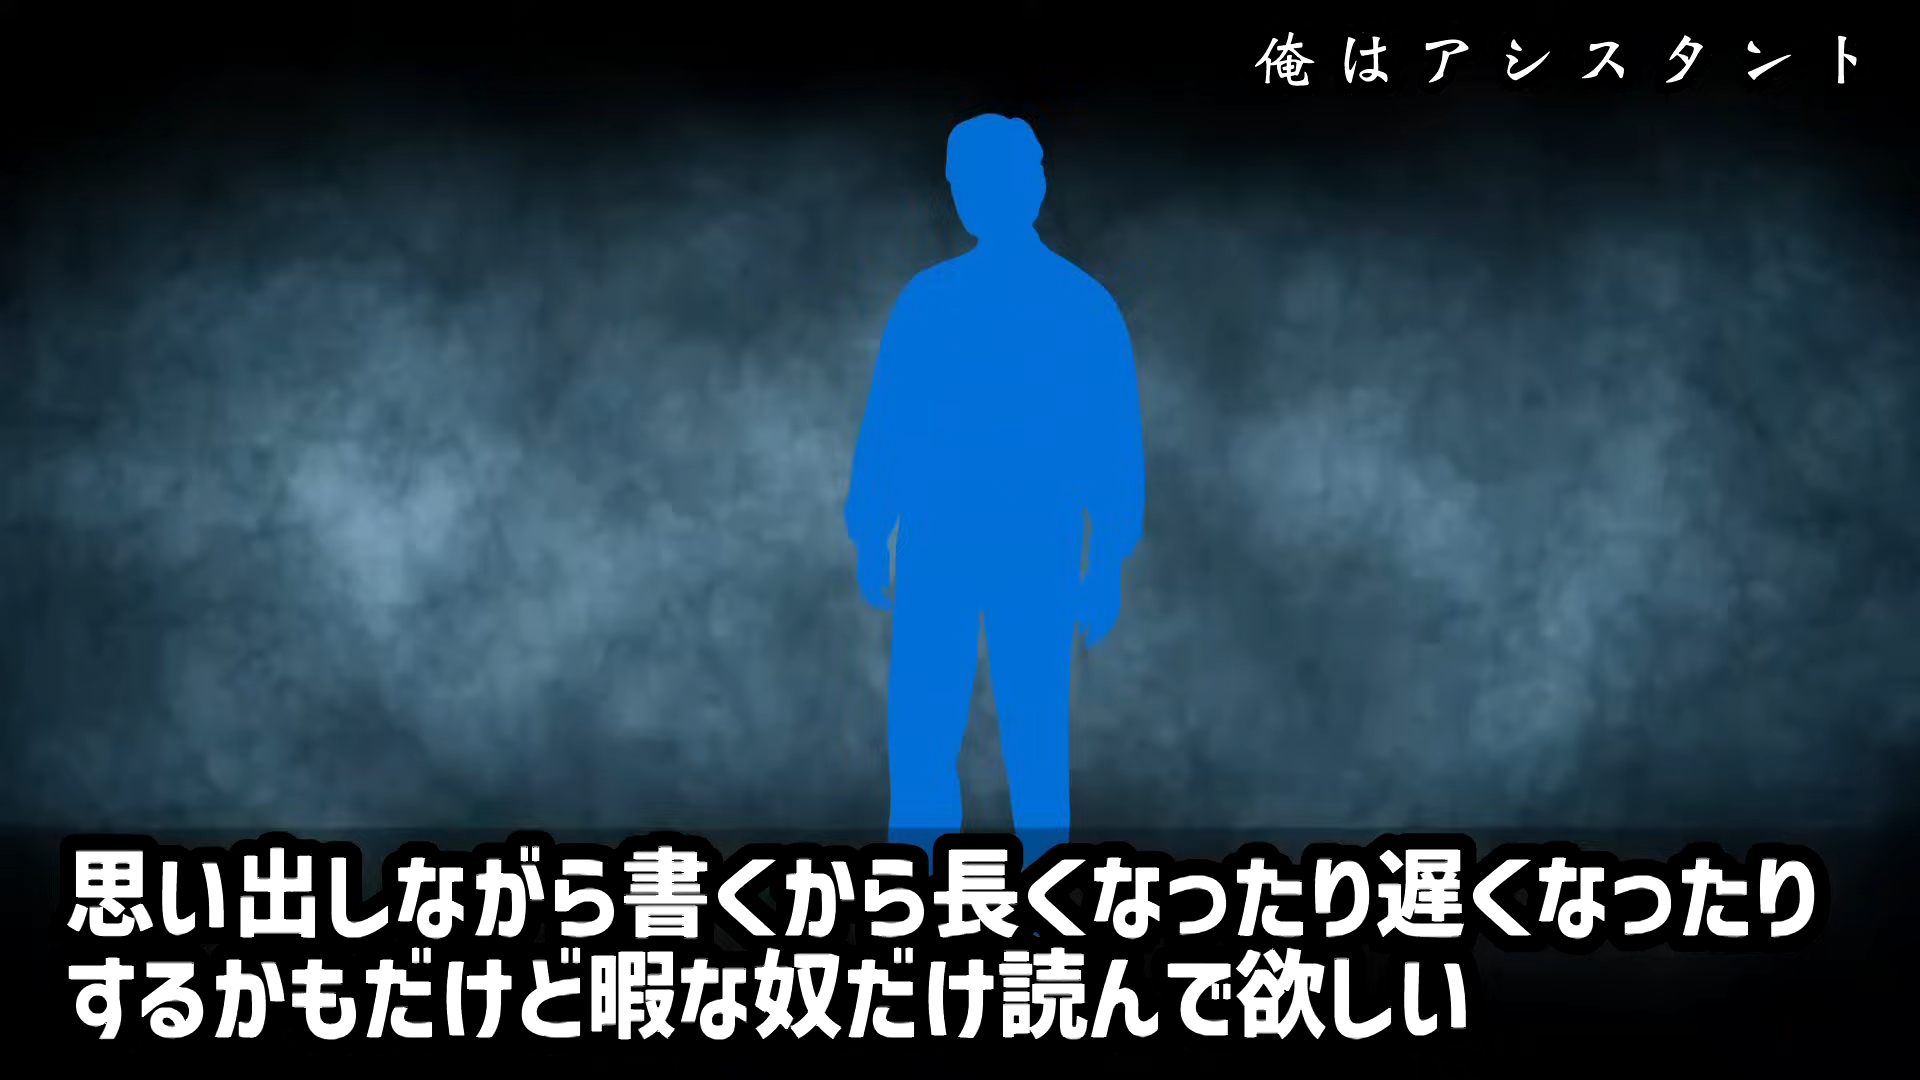 俺はアシスタント
思い出しながら書くから長くなったり遅くなったり
するかもだけど暇な奴だけ読んで欲しい